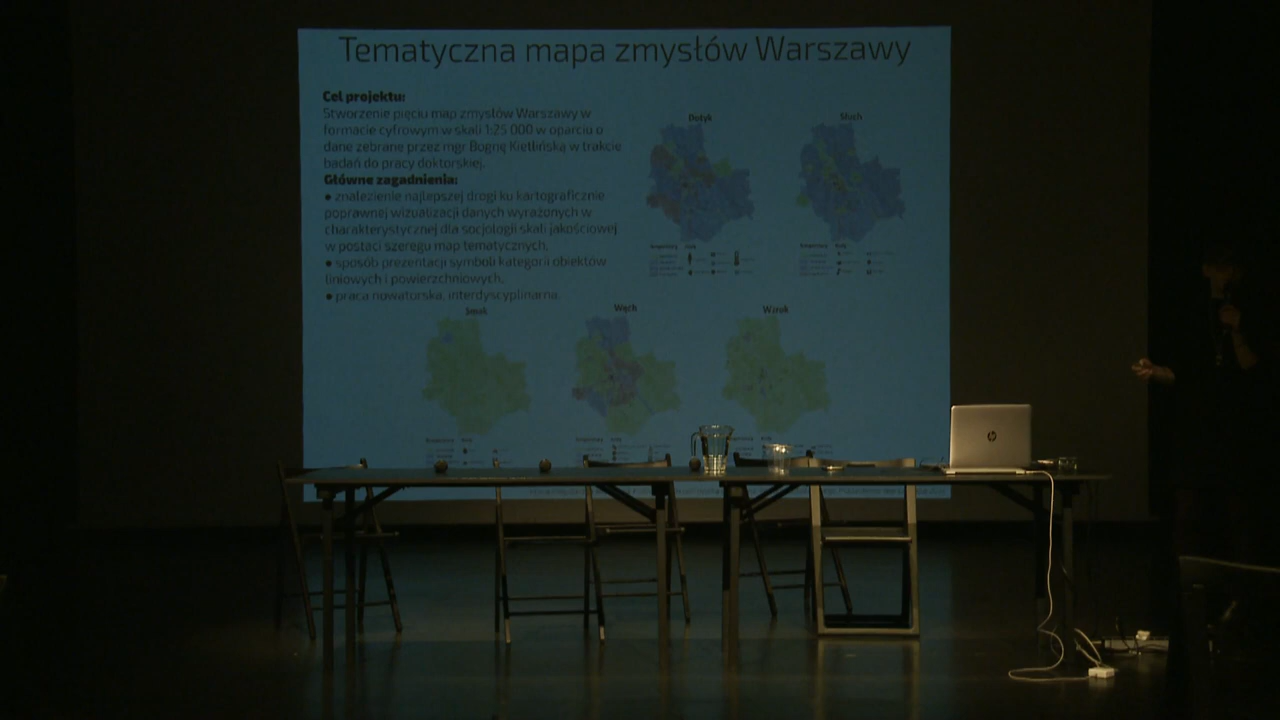 Tematyczna mapa zmysłów Warszawy
Cel projektu:
Stworzenie pięciu map zmysłów Warszawy w
formacie cyfrowym w skali 1:25 000 w oparciu o
dane zebrane przez mgr Bognę Kietlińską w trakcie
badań do pracy doktorskiej.
Główne zagadnienia:
• znalezienie najlepszej drogi ku kartograficznie
poprawnej wizualizacji danych wyrażonych w
charakterystycznej dla socjologii skali jakościowej
w postaci szeregu map tematycznych.
• sposób prezentacji symboli kategorii obiektów
liniowych i powierzchniowych.
• praca nowatorska, interdyscyplinarna.
Dotyk
Słuch
Smak
Węch
Wzrok
hp